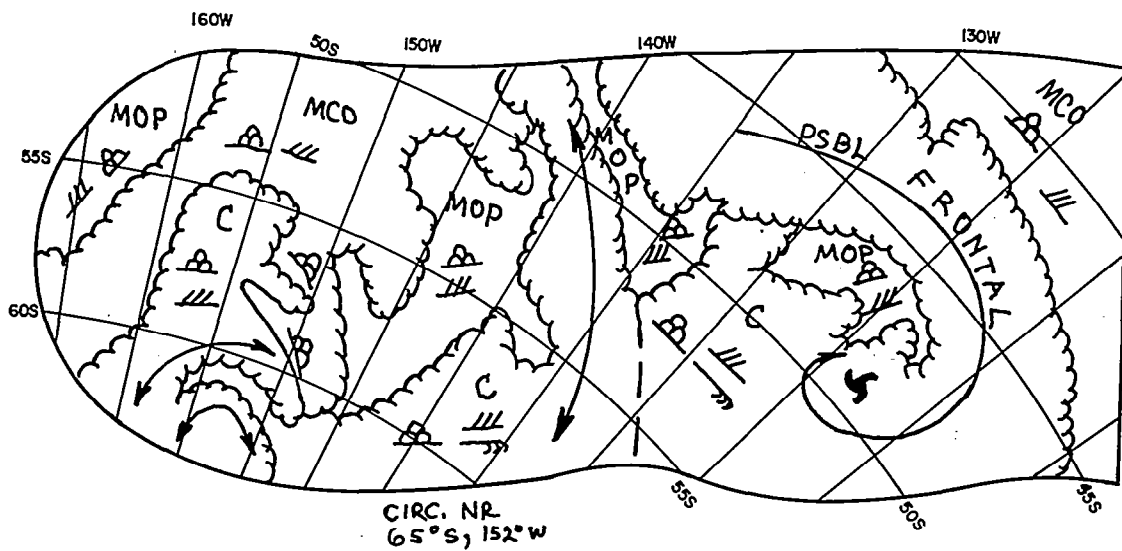 160W
50S
150W
140W
130W
MOP
MCO
MOP
PSBL
MCO
55S
C
MOP
FRONTAL
MOP
C
60S
C
55S
50S
45S
CIRC. NR
65°S, 152°W